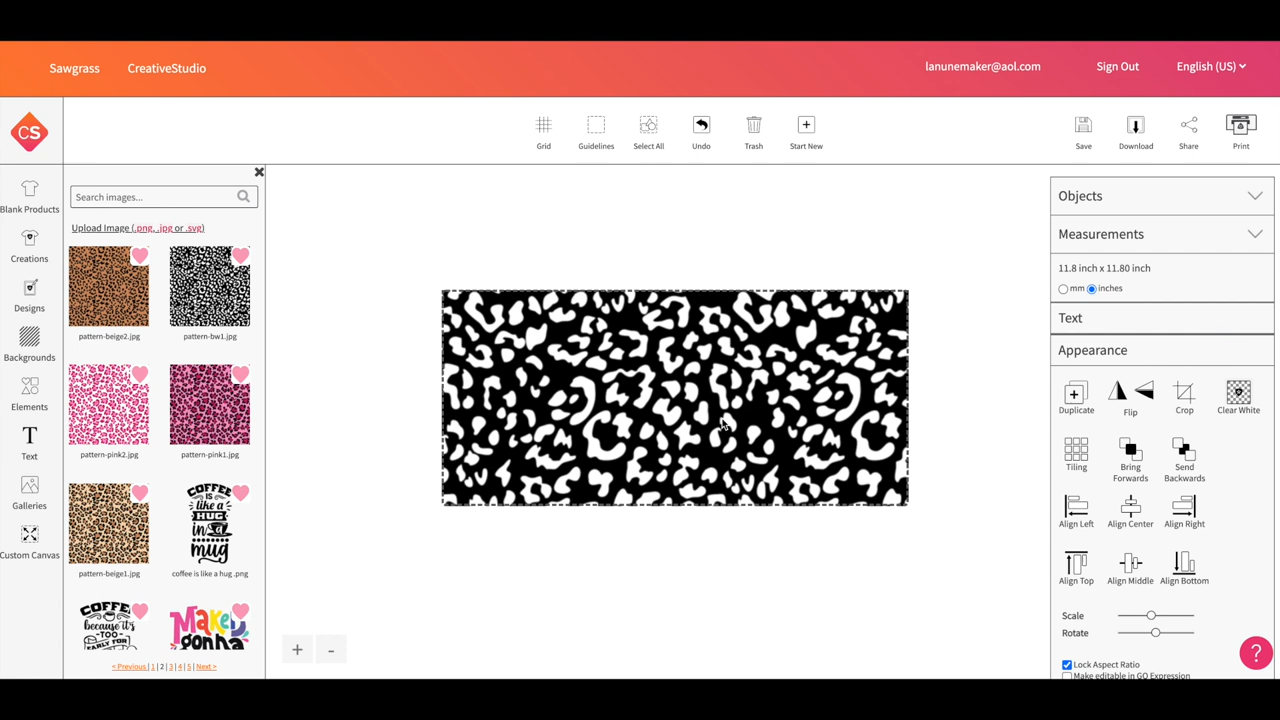 Sawgrass CreativeStudio lanunemaker@aol.com Sign Out English (US)
CS
Grid Guidelines Select All Undo Trash Start New Save Download Share Print
Blank Products
Creations
Designs
Backgrounds
Elements
Text
Galleries
Custom Canvas
Search images...
Upload Image (.png, .jpg or .svg)
pattern-beige2.jpg pattern-bw1.jpg
pattern-pink2.jpg pattern-pink1.jpg
COFFEE
IS
like a
HUG
in a
mug
pattern-beige1.jpg coffee is like a hug .png
COFFEE
because it's
TOO
EARLY FOR
Make
gonna
< Previous | 1 | 2 | 3 | 4 | 5 | Next >
+ -
Objects
Measurements
11.8 inch x 11.80 inch
mm inches
Text
Appearance
Duplicate Flip Crop Clear White
Tiling Bring Forwards Send Backwards
Align Left Align Center Align Right
Align Top Align Middle Align Bottom
Scale
Rotate
Lock Aspect Ratio
Make editable in GO Expression
?